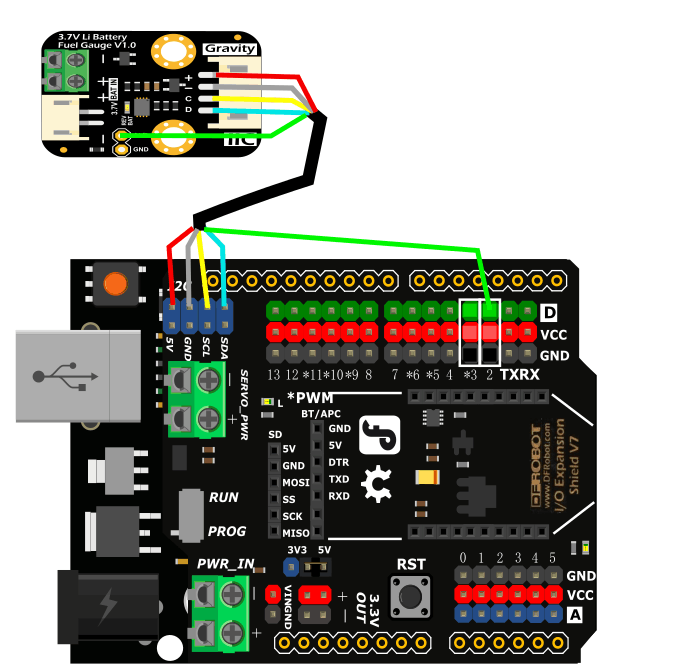 3.7V Li Battery
Fuel Gauge V1.0
Gravity
+
−
C
D
−
+
+
−
BAT IN
3.7V
REV
BAT
GND
IIC
I2C
5V
GND
SCL
SDA
D
VCC
GND
13 12 *11 *10 *9 8 7 *6 *5 4 *3 2 TXRX
*PWM
L
SERVO_PWR
−
+
BT/APC
GND
5V
DTR
TXD
RXD
SD
5V
GND
MOSI
SS
SCK
MISO
DFROBOT
www.DFRobot.com
I/O Expansion
Shield V7
RUN
PROG
PWR_IN
−
+
3V3 5V
VIN
GND
+
−
3.3V
OUT
RST
0 1 2 3 4 5
GND
VCC
A